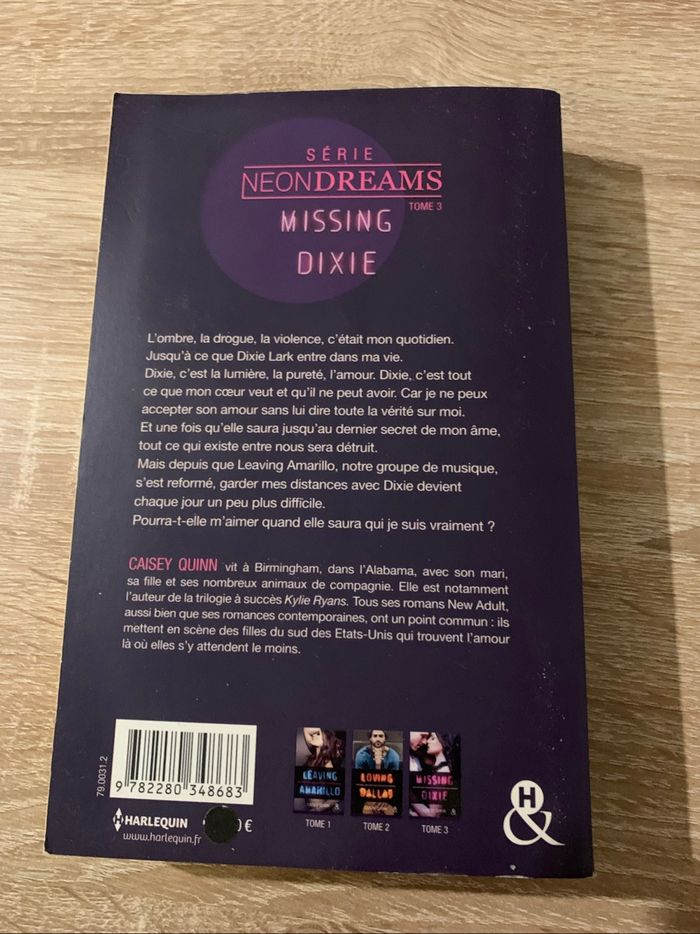 SÉRIE
NEONDREAMS
TOME 3
MISSING
DIXIE
L'ombre, la drogue, la violence, c'était mon quotidien.
Jusqu'à ce que Dixie Lark entre dans ma vie.
Dixie, c'est la lumière, la pureté, l'amour. Dixie, c'est tout
ce que mon cœur veut et qu'il ne peut avoir. Car je ne peux
accepter son amour sans lui dire toute la vérité sur moi.
Et une fois qu'elle saura jusqu'au dernier secret de mon âme,
tout ce qui existe entre nous sera détruit.
Mais depuis que Leaving Amarillo, notre groupe de musique,
s'est reformé, garder mes distances avec Dixie devient
chaque jour un peu plus difficile.
Pourra-t-elle m'aimer quand elle saura qui je suis vraiment ?
CAISEY QUINN vit à Birmingham, dans l'Alabama, avec son mari,
sa fille et ses nombreux animaux de compagnie. Elle est notamment
l'auteur de la trilogie à succès Kylie Ryans. Tous ses romans New Adult,
aussi bien que ses romances contemporaines, ont un point commun : ils
mettent en scène des filles du sud des Etats-Unis qui trouvent l'amour
là où elles s'y attendent le moins.
79.0031.2
9 782280 348683
HARLEQUIN
www.harlequin.fr
0 €
LEAVING
AMARILLO
TOME 1
LOVING
DALLAS
TOME 2
MISSING
DIXIE
TOME 3
H
&